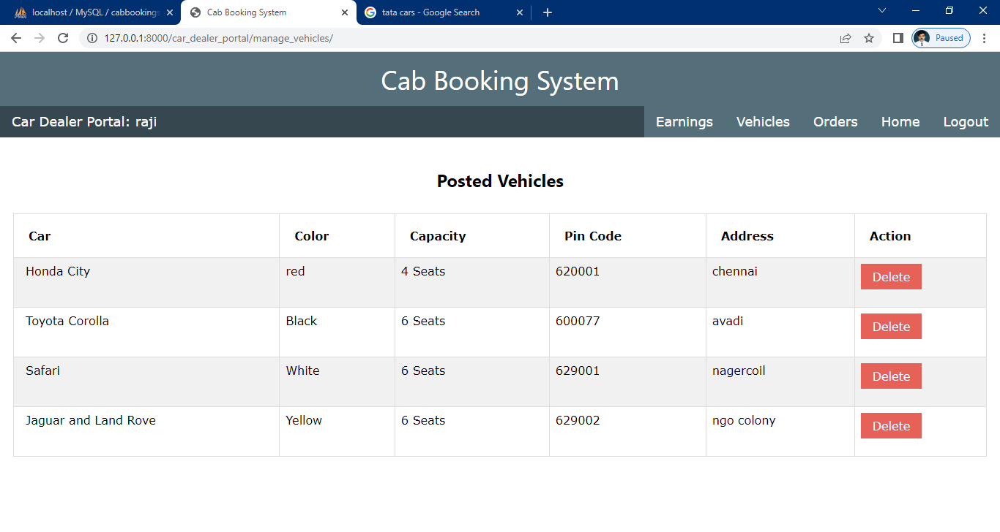 localhost / MySQL / cabbookings
Cab Booking System
tata cars - Google Search
127.0.0.1:8000/car_dealer_portal/manage_vehicles/
Paused
Cab Booking System
Car Dealer Portal: raji
Earnings Vehicles Orders Home Logout
Posted Vehicles
Car Color Capacity Pin Code Address Action
Honda City red 4 Seats 620001 chennai Delete
Toyota Corolla Black 6 Seats 600077 avadi Delete
Safari White 6 Seats 629001 nagercoil Delete
Jaguar and Land Rove Yellow 6 Seats 629002 ngo colony Delete